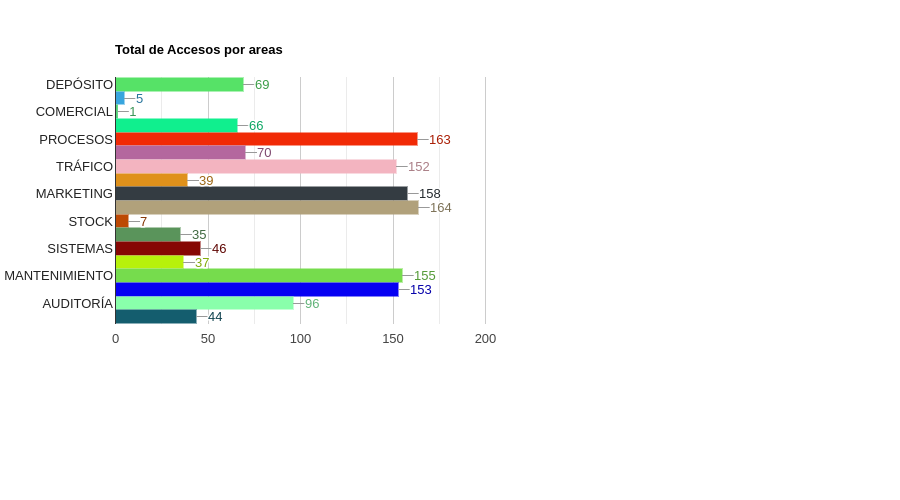 Total de Accesos por areas
DEPÓSITO 69
5
COMERCIAL 1
66
PROCESOS 163
70
TRÁFICO 152
39
MARKETING 158
164
STOCK 7
35
SISTEMAS 46
37
MANTENIMIENTO 155
153
AUDITORÍA 96
44
0 50 100 150 200